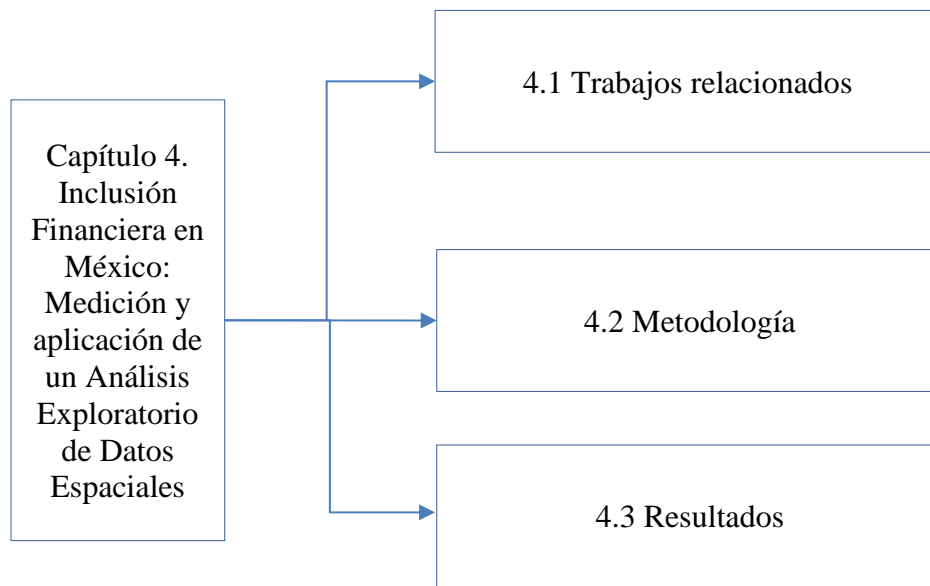 Capítulo 4.
Inclusión
Financiera en
México:
Medición y
aplicación de
un Análisis
Exploratorio
de Datos
Espaciales
4.1 Trabajos relacionados
4.2 Metodología
4.3 Resultados